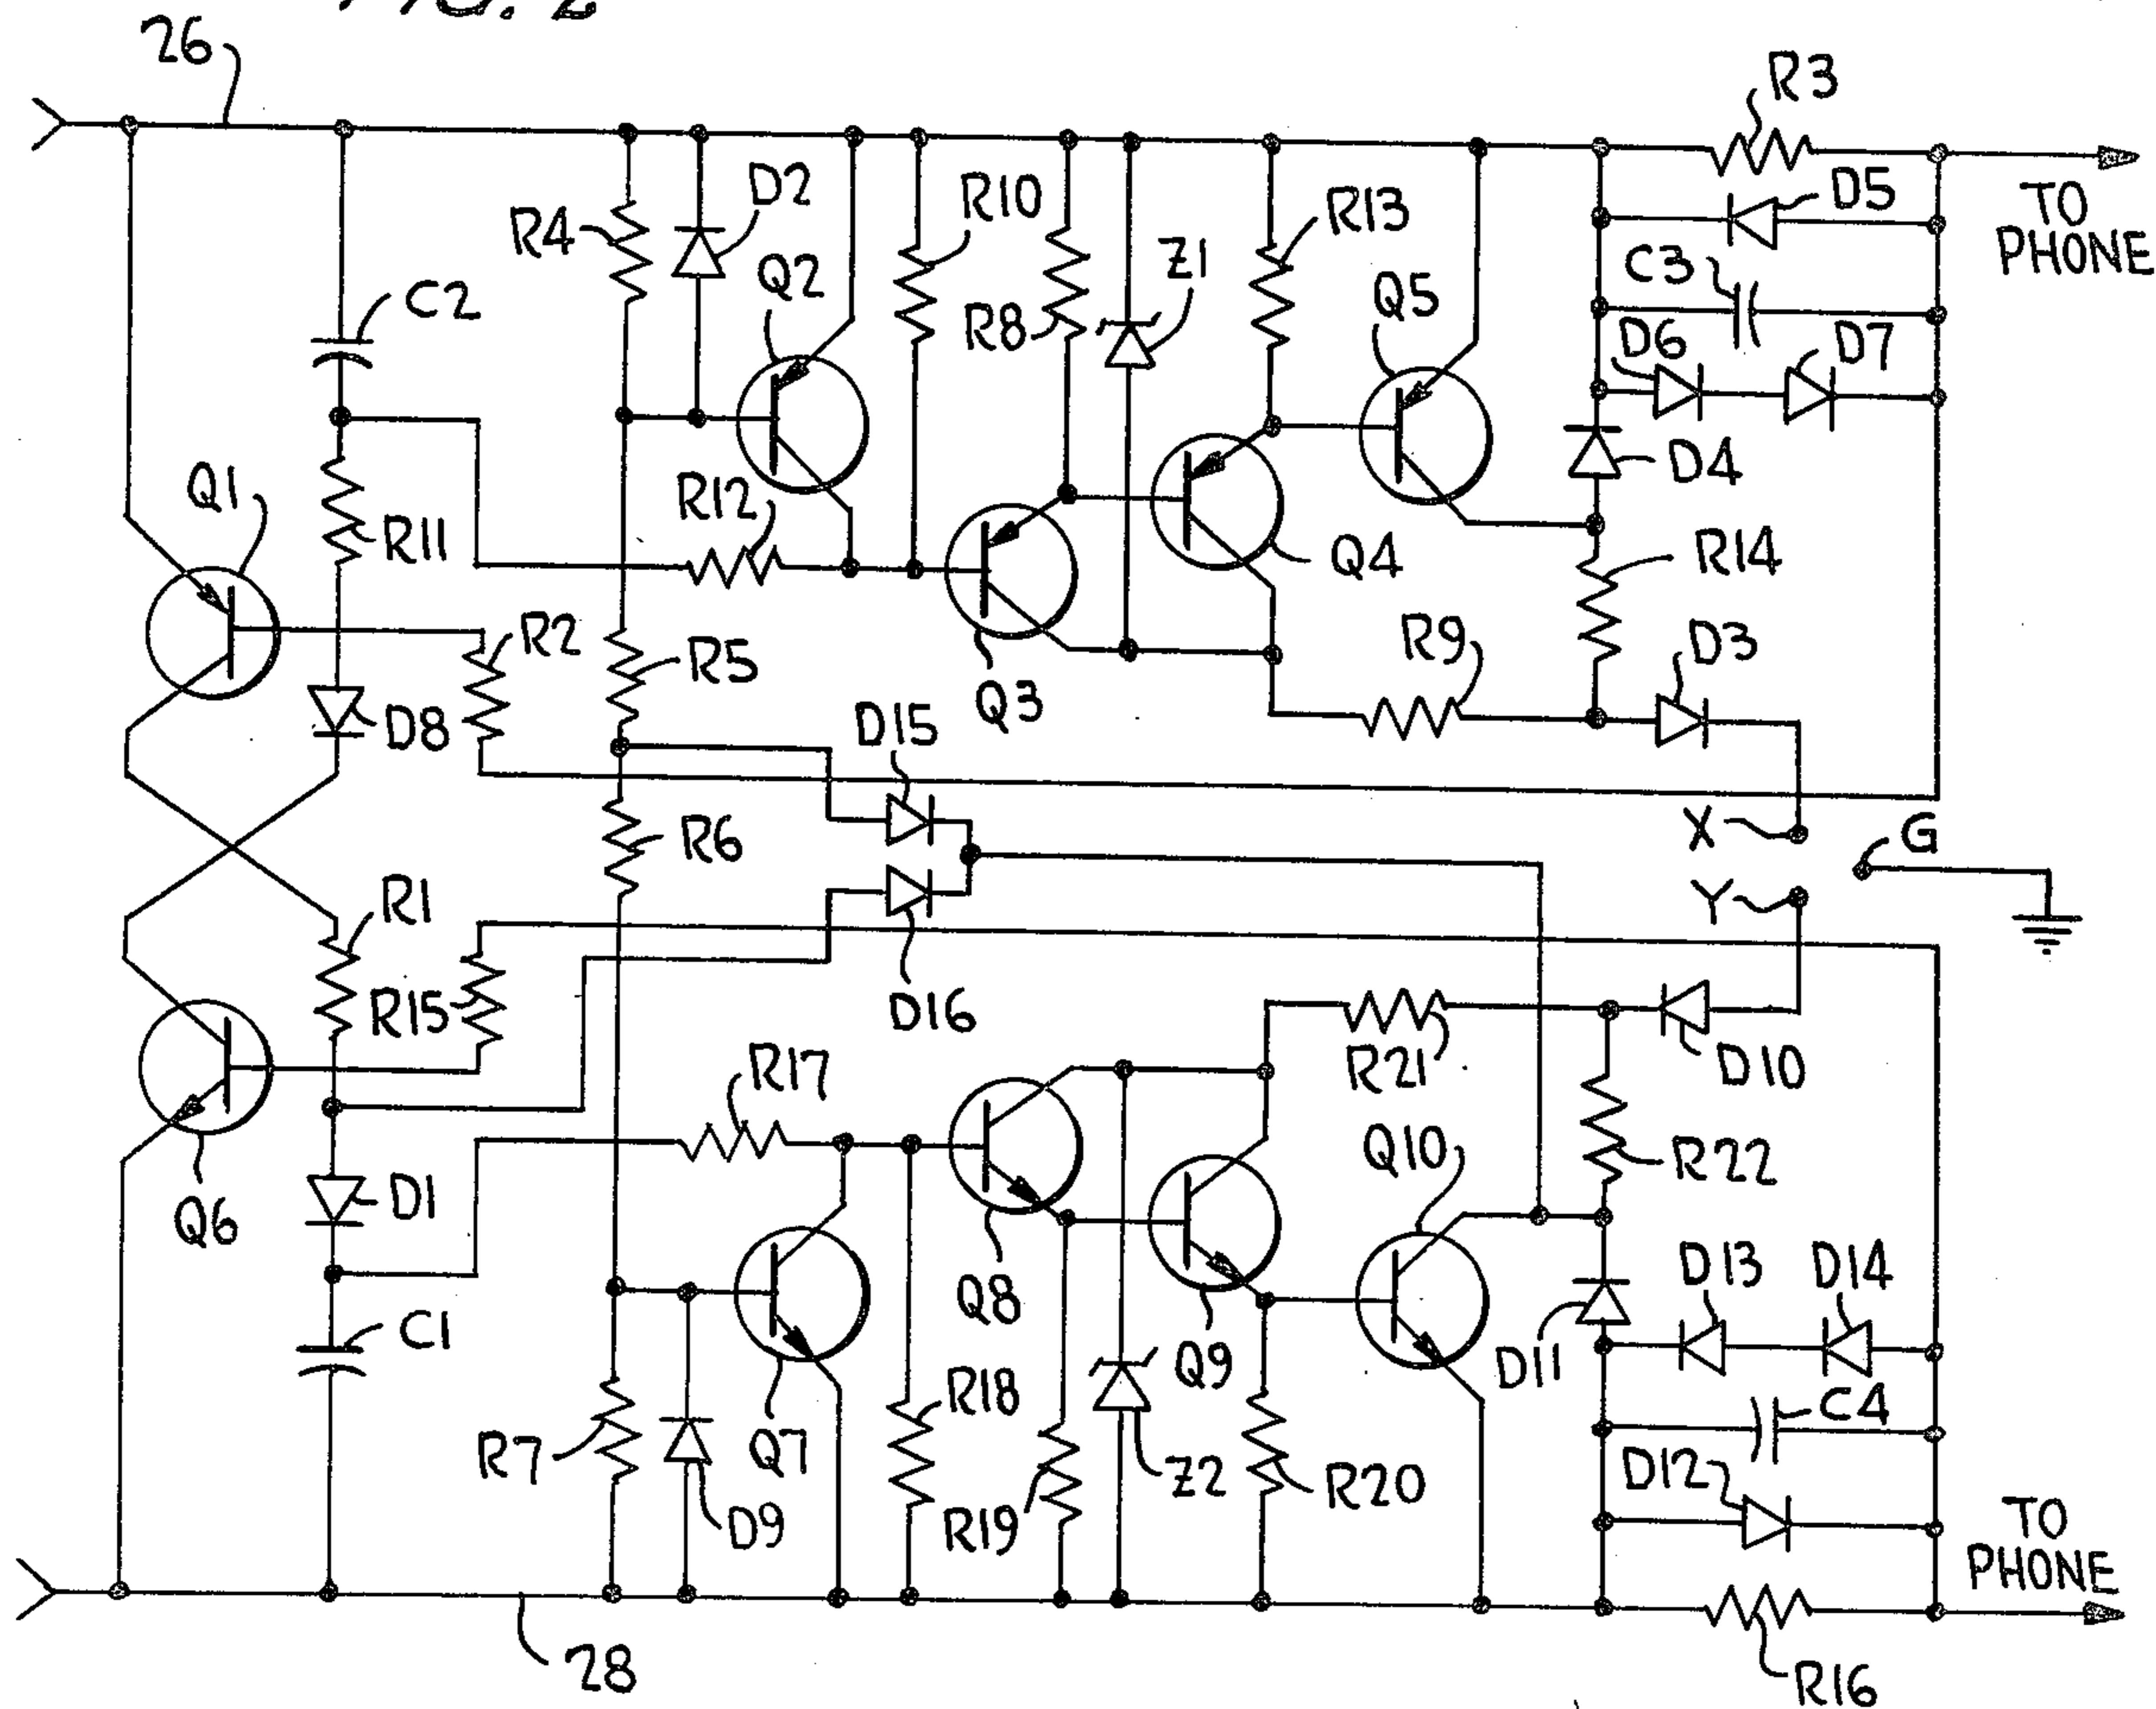 FIG. 2
26
R3
D2
R10
D5
TO
PHONE
R4
R13
Q2
Z1
C3
Q5
C2
R8
D6
D7
D4
Q1
R12
R11
Q4
R14
R2
R9
D3
R5
Q3
D15
D8
R6
X
G
R1
Y
R15
D16
R17
R21
D10
Q10
R22
D1
Q6
D13
D14
Q8
C1
Q9
D11
R18
C4
R7
Q7
Z2
D12
R20
D9
R19
TO
PHONE
28
R16